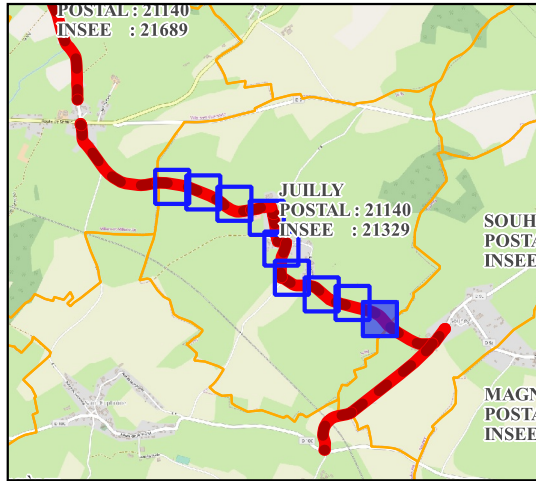 POSTAL : 21140
INSEE : 21689
JUILLY
POSTAL : 21140
INSEE : 21329
SOUH
POSTA
INSEE
MAGN
POSTA
INSEE